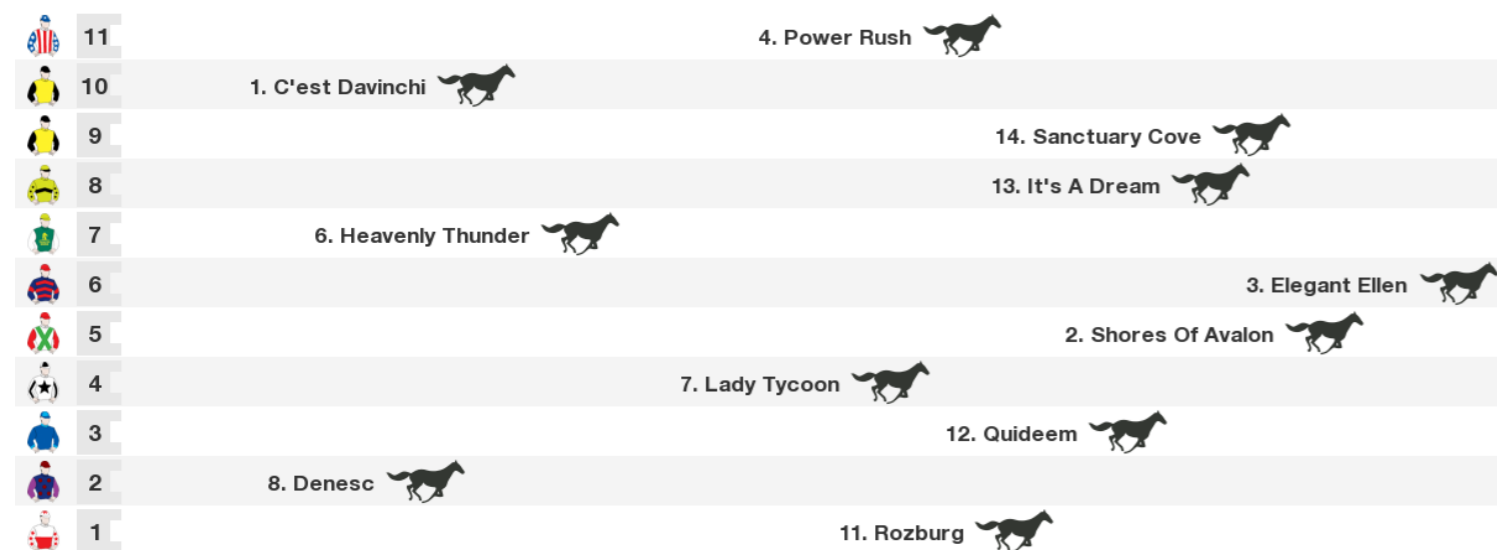 11 4. Power Rush
10 1. C'est Davinchi
9 14. Sanctuary Cove
8 13. It's A Dream
7 6. Heavenly Thunder
6 3. Elegant Ellen
5 2. Shores Of Avalon
4 7. Lady Tycoon
3 12. Quideem
2 8. Denesc
1 11. Rozburg